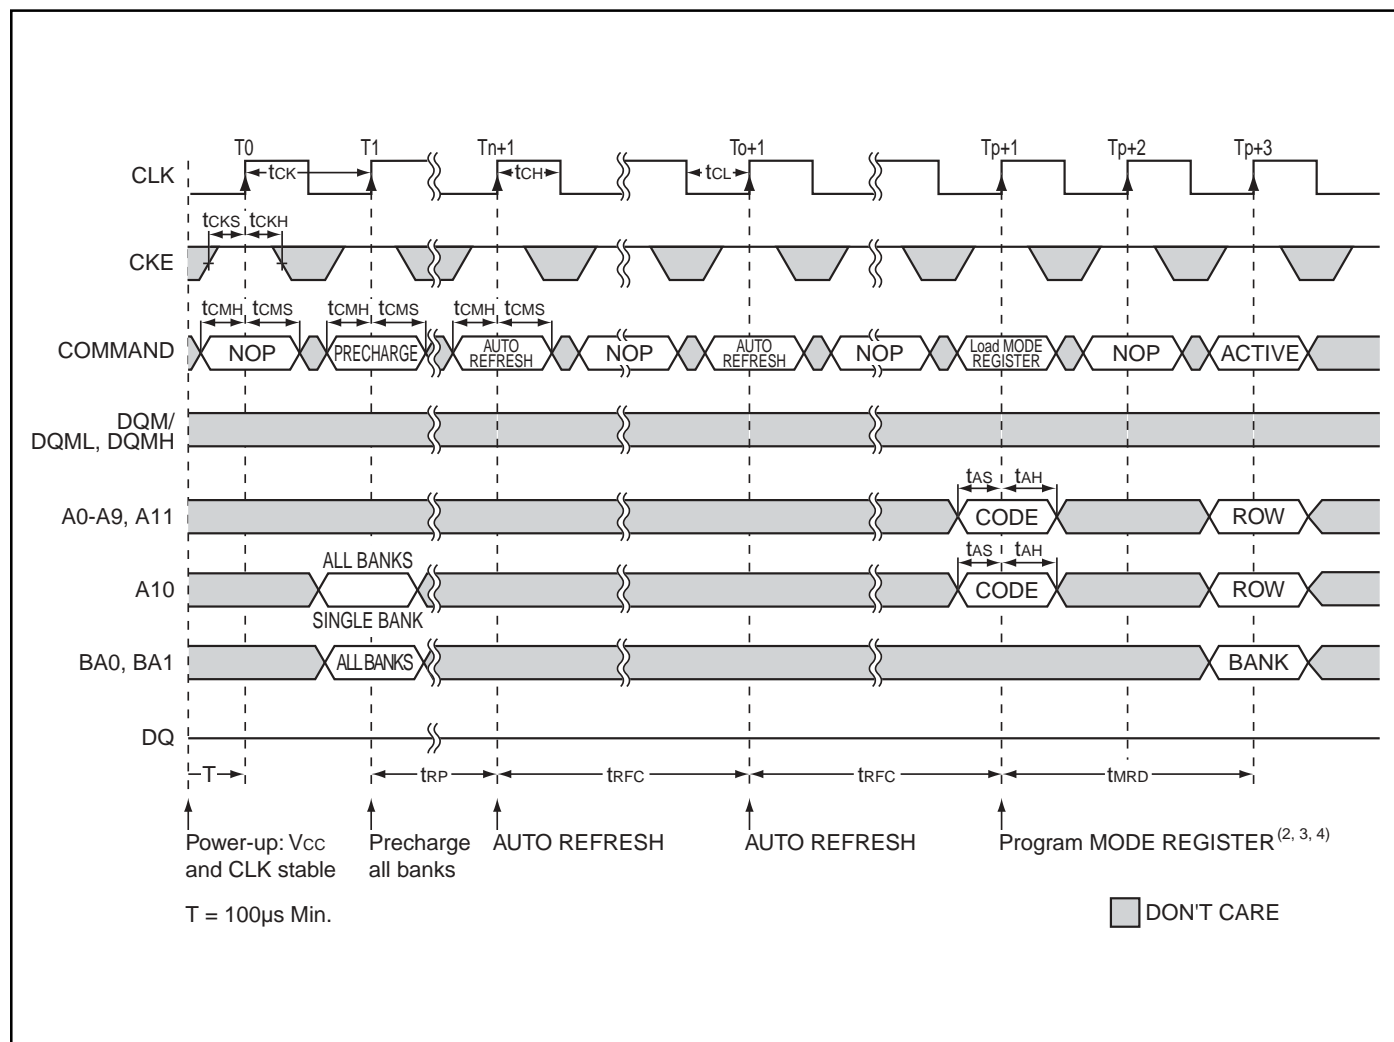 T0 T1 Tn+1 To+1 Tp+1 Tp+2 Tp+3
CLK tCK tCH tCL
tCKS tCKH
CKE
tCMH tCMS tCMH tCMS tCMH tCMS
COMMAND NOP PRECHARGE AUTO REFRESH NOP AUTO REFRESH NOP Load MODE REGISTER NOP ACTIVE
DQM/
DQML, DQMH
tAS tAH
A0-A9, A11 CODE ROW
ALL BANKS tAS tAH
A10 CODE ROW
SINGLE BANK
BA0, BA1 ALL BANKS BANK
DQ
T tRP tRFC tRFC tMRD
Power-up: VCC
and CLK stable
Precharge
all banks
AUTO REFRESH
AUTO REFRESH
Program MODE REGISTER (2, 3, 4)
T = 100µs Min.
DON'T CARE